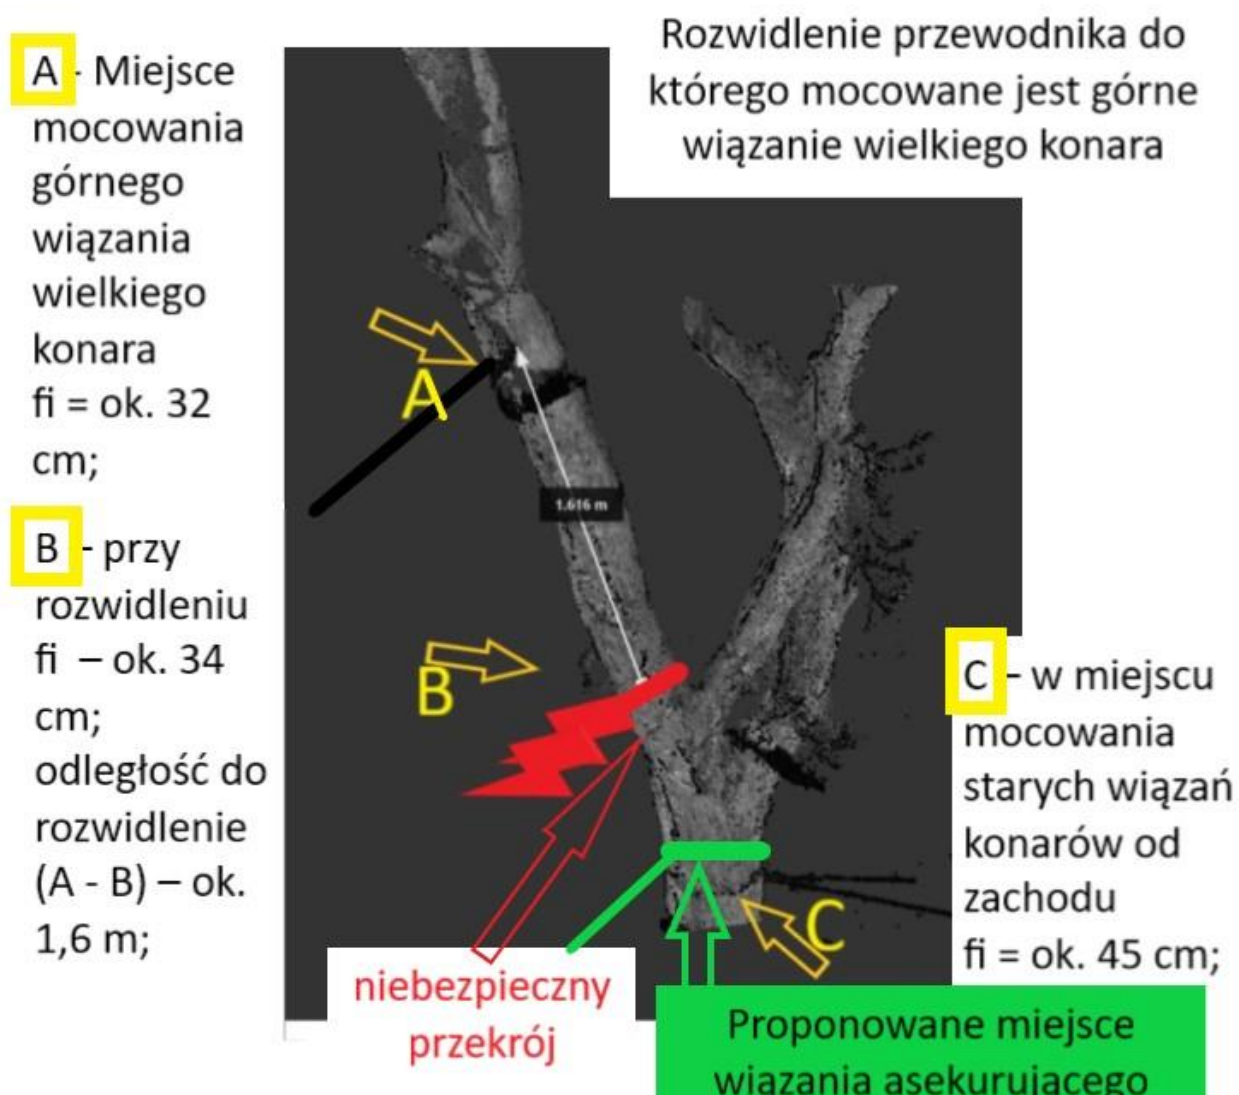 Rozwidlenie przewodnika do
którego mocowane jest górne
wiązanie wielkiego konara
A - Miejsce
mocowania
górnego
wiązania
wielkiego
konara
fi = ok. 32
cm;
B - przy
rozwidleniu
fi – ok. 34
cm;
odległość do
rozwidlenie
(A - B) – ok.
1,6 m;
A
1.616 m
B
C
C - w miejscu
mocowania
starych wiązań
konarów od
zachodu
fi = ok. 45 cm;
niebezpieczny
przekrój
Proponowane miejsce
wiązania asekurującego